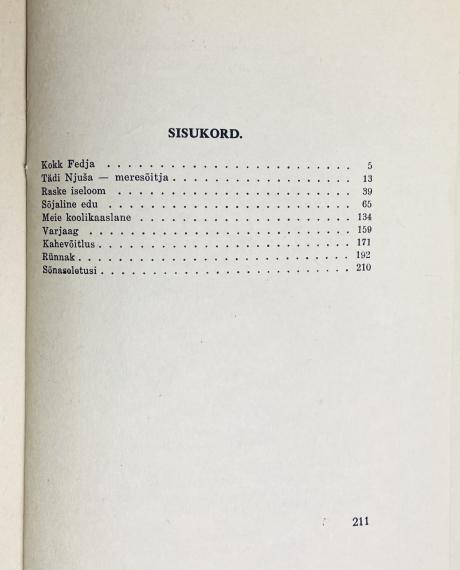 SISUKORD.
Kokk Fedja . . . . . . . . . . . . . . . . . . . . . . . . 5
Tädi Njuša — meresõitja . . . . . . . . . . . . . . . . . 13
Raske iseloom . . . . . . . . . . . . . . . . . . . . . . 39
Sõjaline edu . . . . . . . . . . . . . . . . . . . . . . . 65
Meie koolikaaslane . . . . . . . . . . . . . . . . . . . 134
Varjaag . . . . . . . . . . . . . . . . . . . . . . . . . 159
Kahevõitlus . . . . . . . . . . . . . . . . . . . . . . . 171
Rünnak . . . . . . . . . . . . . . . . . . . . . . . . . 192
Sõnaseletusi . . . . . . . . . . . . . . . . . . . . . . . 210
211